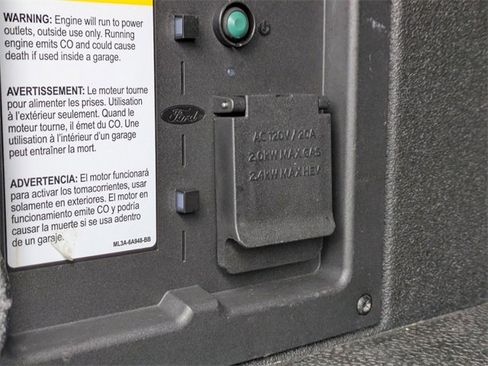 WARNING: Engine will run to power
outlets, outside use only. Running
engine emits CO and could cause
death if used inside a garage.
AVERTISSEMENT: Le moteur tourne
pour alimenter les prises. Utilisation
à l'extérieur seulement. Quand le
moteur tourne, il émet du CO. Une
utilisation à l'intérieur d'un garage
peut entraîner la mort.
ADVERTENCIA: El motor funcionará
para activar los tomacorrientes, usar
solamente en exteriores. El motor en
funcionamiento emite CO y podría
causar la muerte si se usa adentro
de un garaje.
ML3A-6A948-BB
Ford
AC 120V / 20A
2.0kW MAX GAS
2.4kW MAX HEV